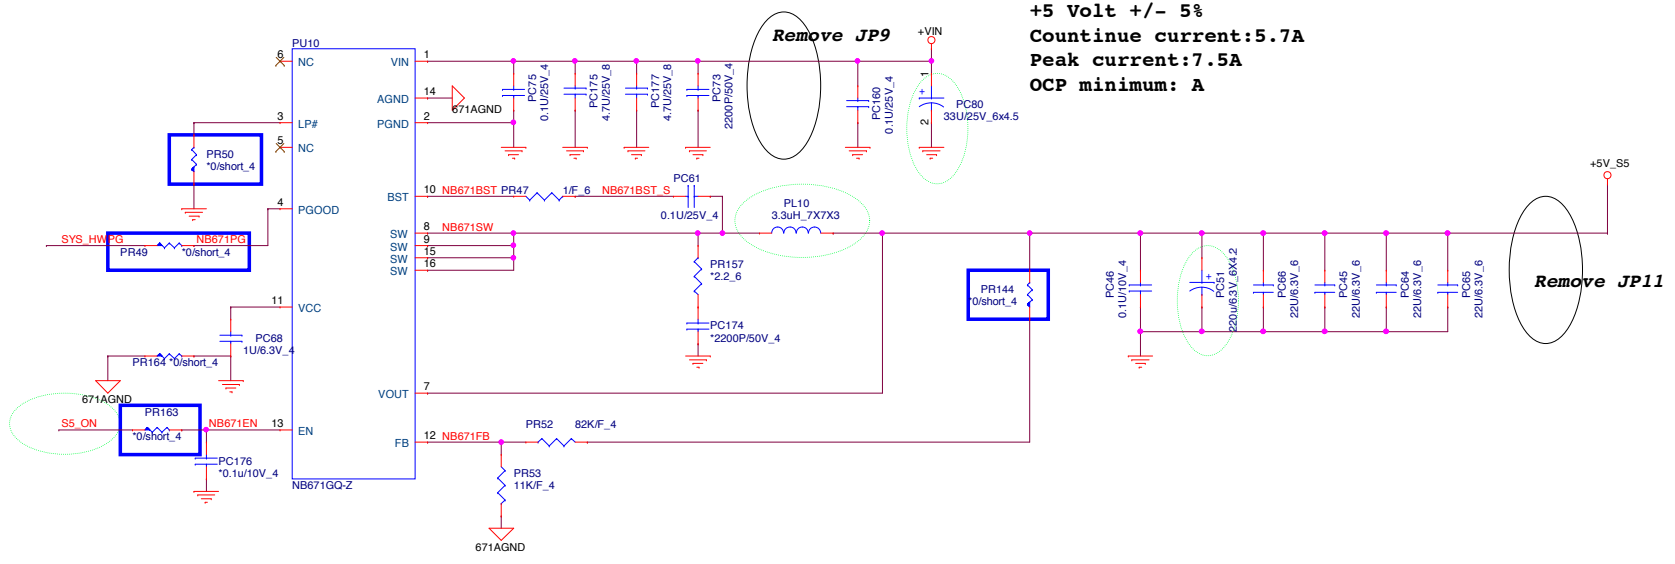 +5 Volt +/- 5%
Countinue current:5.7A
Peak current:7.5A
OCP minimum: A
Remove JP9
+VIN
PU10
6
NC
VIN
1
PC75
0.1U/25V_4
PC175
4.7U/25V_8
PC177
4.7U/25V_8
PC73
2200P/50V_4
PC160
0.1U/25V_4
+
1
2
PC80
33U/25V_6x4.5
AGND
14
671AGND
3
LP#
PGND
2
5
NC
PR50
*0/short_4
+5V_S5
BST
10
NB671BST
PR47
1/F_6
NB671BST_S
PC61
0.1U/25V_4
4
PGOOD
PL10
3.3uH_7X7X3
SW
8
NB671SW
SW
9
SW
15
SW
16
SYS_HWPG
NB671PG
PR49
*0/short_4
PR157
*2.2_6
PR144
*0/short_4
PC46
0.1U/10V_4
+
PC51
220u/6.3V_6X4.2
PC66
22U/6.3V_6
PC45
22U/6.3V_6
PC64
22U/6.3V_6
PC65
22U/6.3V_6
Remove JP11
11
VCC
PC68
1U/6.3V_4
PC174
*2200P/50V_4
PR164
*0/short_4
671AGND
VOUT
7
S5_ON
PR163
*0/short_4
NB671EN
13
EN
FB
12
NB671FB
PR52
82K/F_4
PC176
*0.1u/10V_4
PR53
11K/F_4
NB671GQ-Z
671AGND